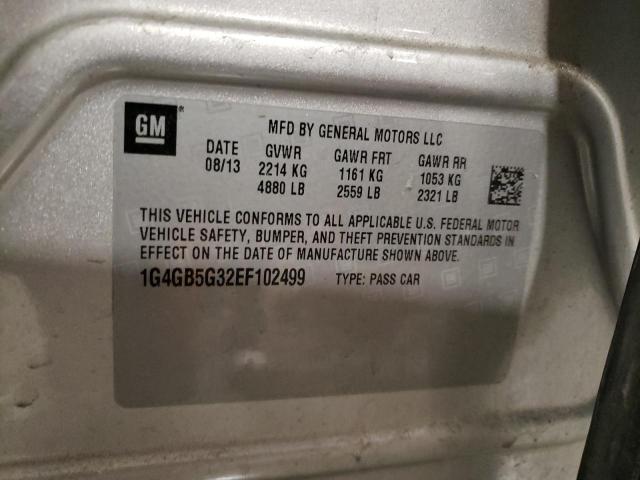 GM®
MFD BY GENERAL MOTORS LLC
DATE GVWR GAWR FRT GAWR RR
08/13 2214 KG 1161 KG 1053 KG
4880 LB 2559 LB 2321 LB
THIS VEHICLE CONFORMS TO ALL APPLICABLE U.S. FEDERAL MOTOR
VEHICLE SAFETY, BUMPER, AND THEFT PREVENTION STANDARDS IN
EFFECT ON THE DATE OF MANUFACTURE SHOWN ABOVE.
1G4GB5G32EF102499 TYPE: PASS CAR